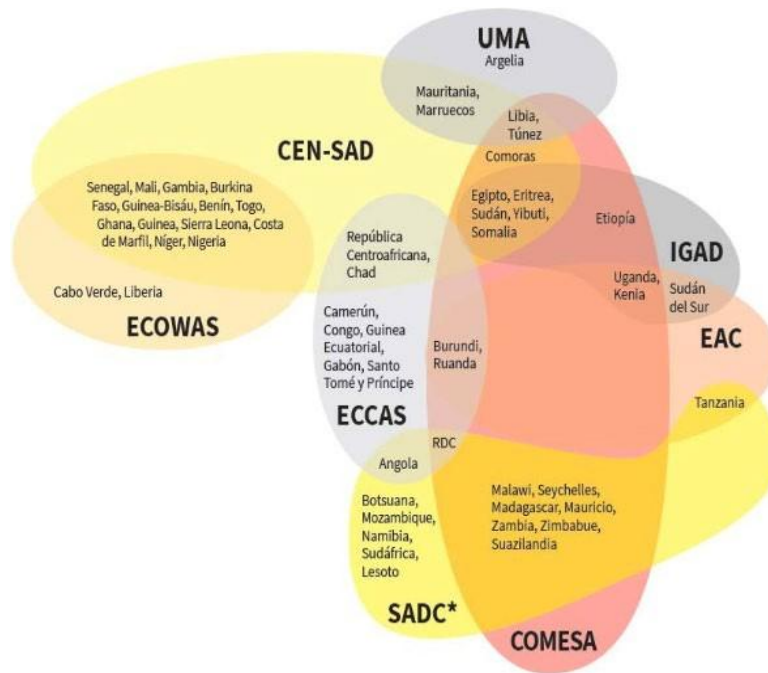 UMA
Argelia
Mauritania,
Marruecos
Libia,
Túnez
CEN-SAD
Comoras
Senegal, Mali, Gambia, Burkina
Faso, Guinea-Bisáu, Benín, Togo,
Ghana, Guinea, Sierra Leona, Costa
de Marfil, Níger, Nigeria
Egipto, Eritrea,
Sudán, Yibuti,
Somalia
Etiopía
IGAD
República
Centroafricana,
Chad
Uganda,
Kenia
Sudán
del Sur
Cabo Verde, Liberia
ECOWAS
EAC
Camerún,
Congo, Guinea
Ecuatorial,
Gabón, Santo
Tomé y Príncipe
Burundi,
Ruanda
ECCAS
Tanzania
RDC
Angola
Botsuana,
Mozambique,
Namibia,
Sudáfrica,
Lesoto
Malawi, Seychelles,
Madagascar, Mauricio,
Zambia, Zimbabue,
Suazilandia
SADC*
COMESA